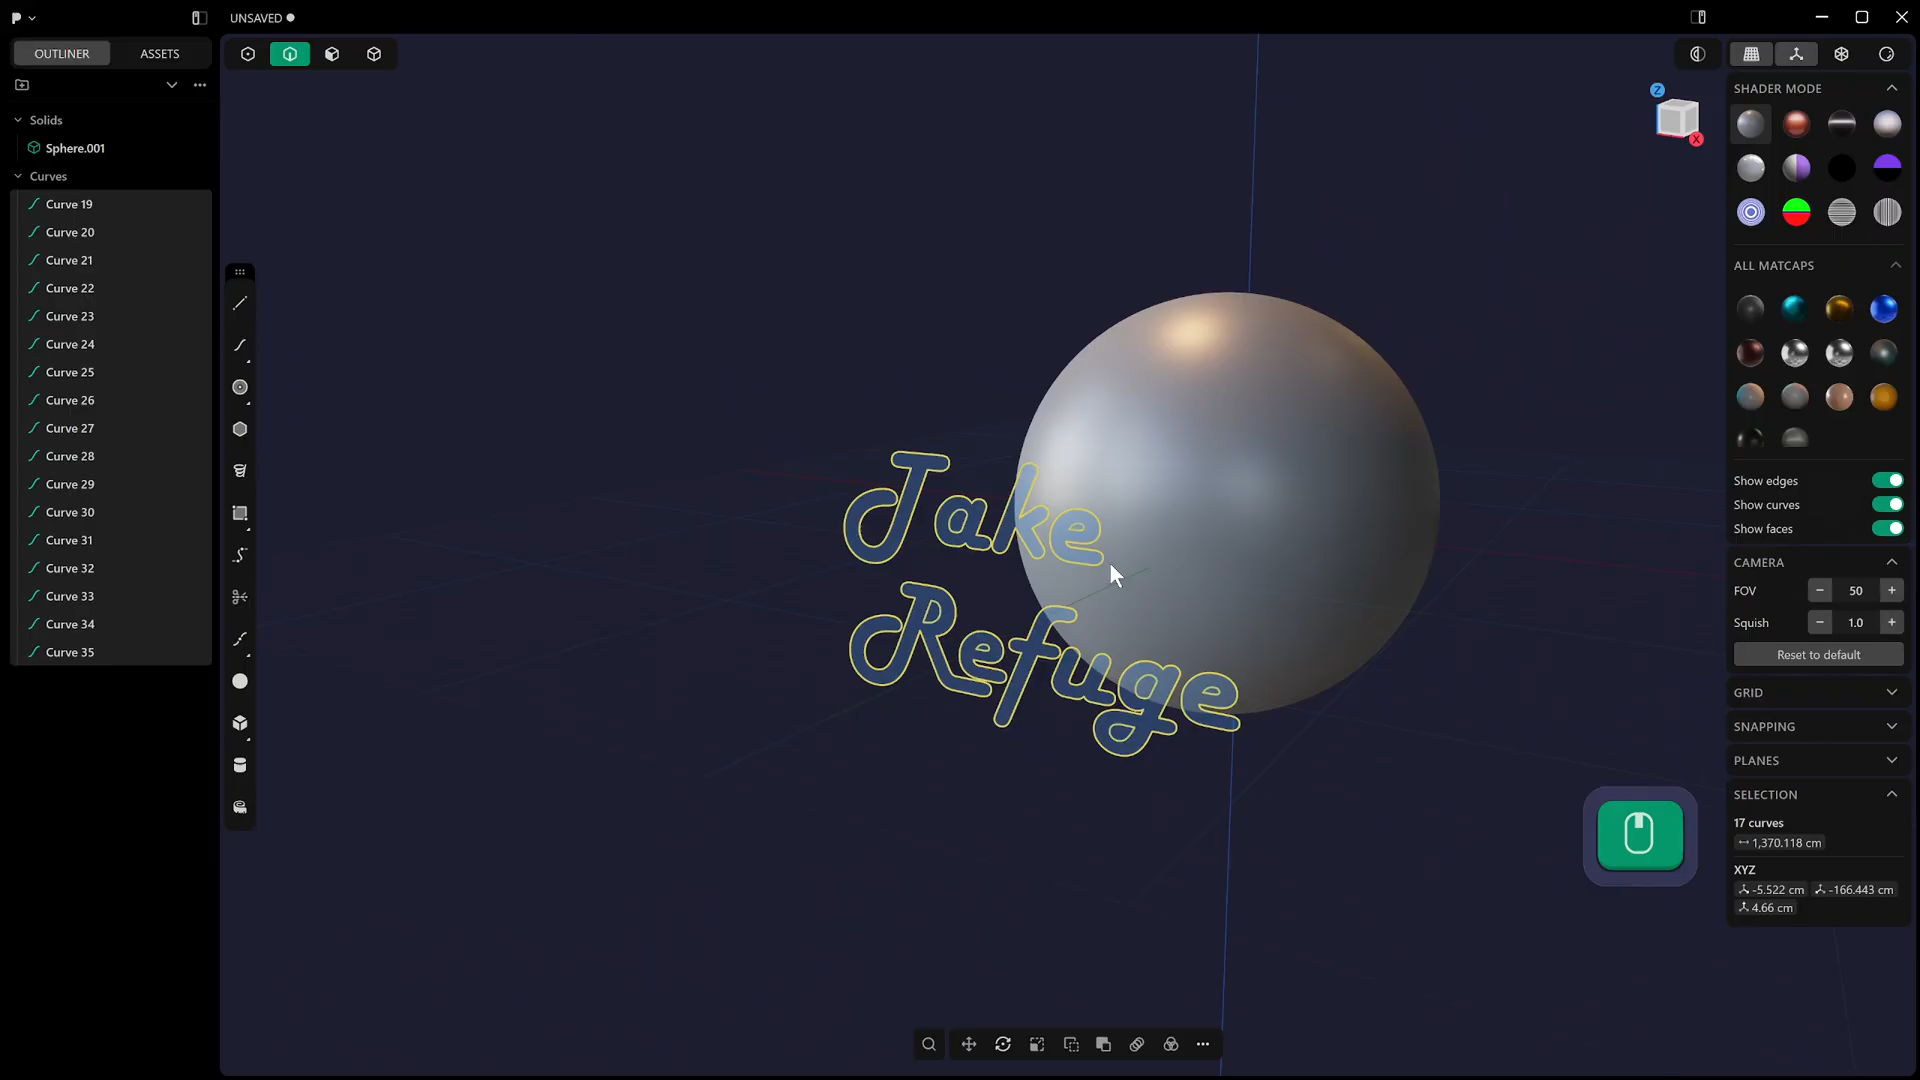 UNSAVED
OUTLINER ASSETS
Solids
Sphere.001
Curves
Curve 19
Curve 20
Curve 21
Curve 22
Curve 23
Curve 24
Curve 25
Curve 26
Curve 27
Curve 28
Curve 29
Curve 30
Curve 31
Curve 32
Curve 33
Curve 34
Curve 35
Take
Refuge
Z
X
SHADER MODE
ALL MATCAPS
Show edges
Show curves
Show faces
CAMERA
FOV − 50 +
Squish − 1.0 +
Reset to default
GRID
SNAPPING
PLANES
SELECTION
17 curves
1,370.118 cm
XYZ
-5.522 cm -166.443 cm
4.66 cm